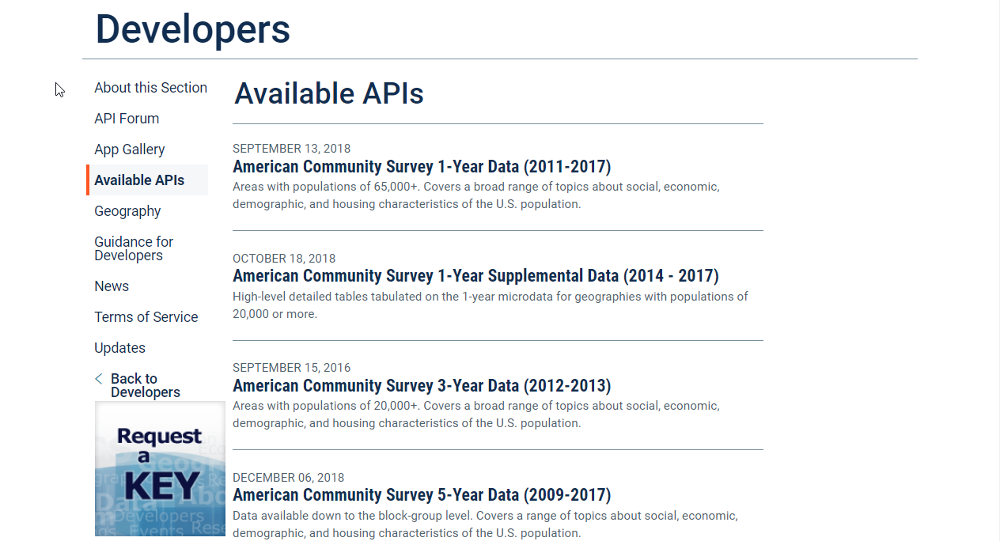 Developers
About this Section
API Forum
App Gallery
Available APIs
Geography
Guidance for
Developers
News
Terms of Service
Updates
Back to
Developers
Request
a
KEY
Available APIs
SEPTEMBER 13, 2018
American Community Survey 1-Year Data (2011-2017)
Areas with populations of 65,000+. Covers a broad range of topics about social, economic,
demographic, and housing characteristics of the U.S. population.
OCTOBER 18, 2018
American Community Survey 1-Year Supplemental Data (2014 - 2017)
High-level detailed tables tabulated on the 1-year microdata for geographies with populations of
20,000 or more.
SEPTEMBER 15, 2016
American Community Survey 3-Year Data (2012-2013)
Areas with populations of 20,000+. Covers a broad range of topics about social, economic,
demographic, and housing characteristics of the U.S. population.
DECEMBER 06, 2018
American Community Survey 5-Year Data (2009-2017)
Data available down to the block-group level. Covers a range of topics about social, economic,
demographic, and housing characteristics of the U.S. population.